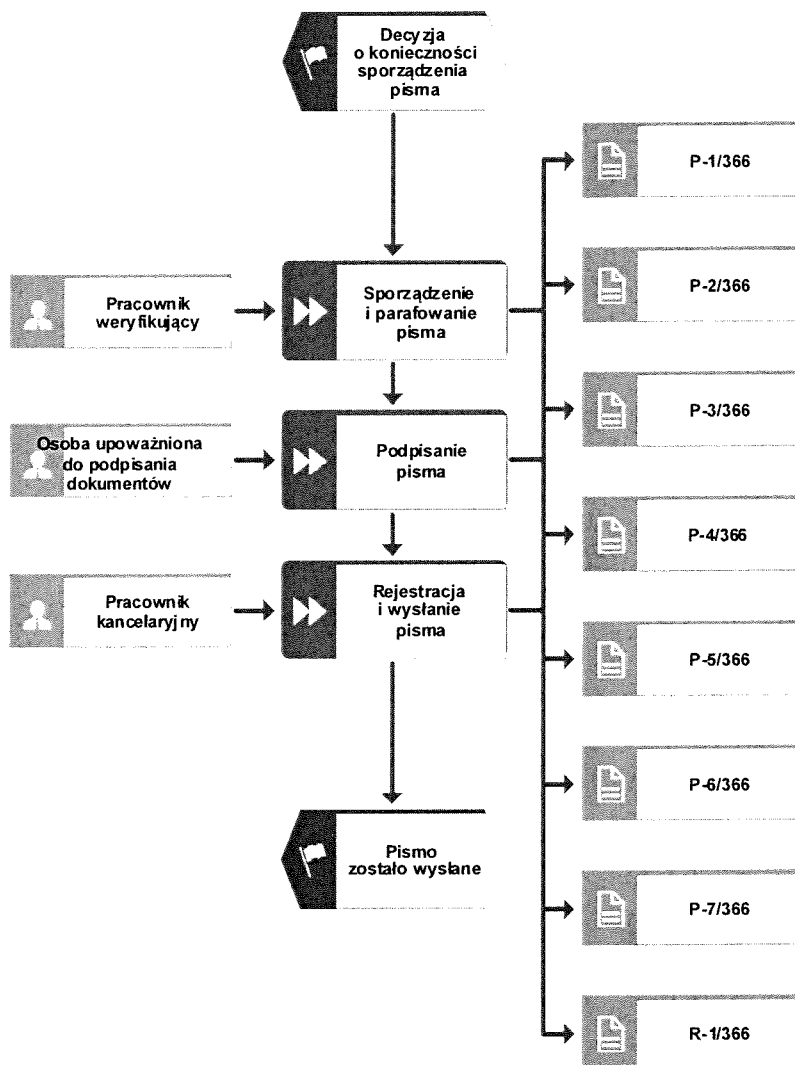 Decyzja
o konieczności
sporządzenia
pisma
P-1/366
P-2/366
Pracownik
weryfikujący
Sporządzenie
i parafowanie
pisma
P-3/366
Osoba upoważniona
do podpisania
dokumentów
Podpisanie
pisma
P-4/366
Pracownik
kancelaryjny
Rejestracja
i wysłanie
pisma
P-5/366
P-6/366
Pismo
zostało wysłane
P-7/366
R-1/366